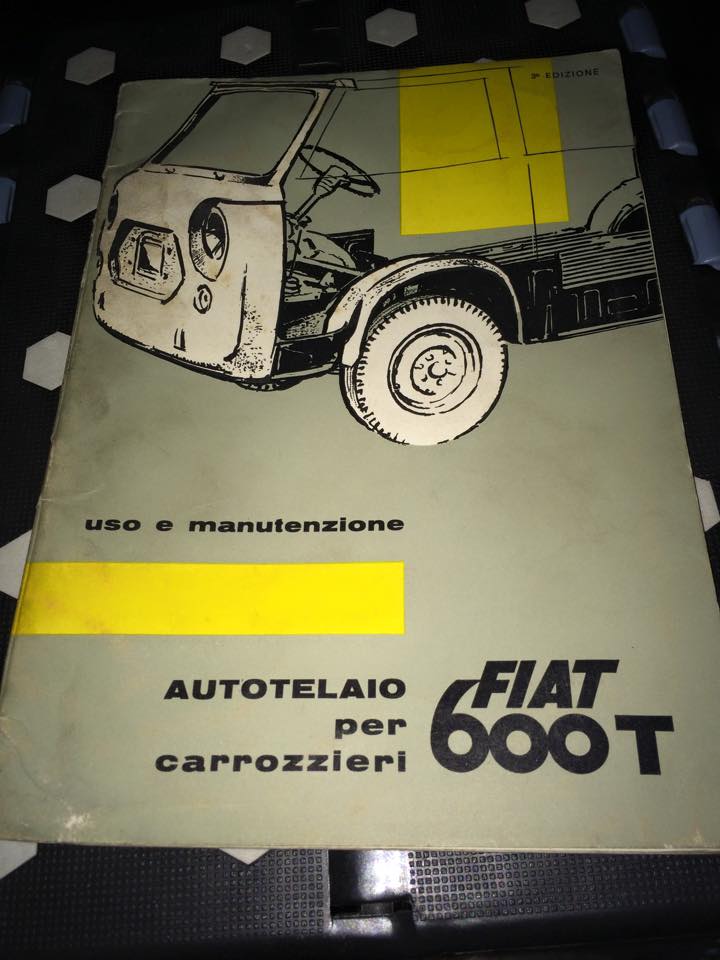 3ª EDIZIONE
uso e manutenzione
AUTOTELAIO
per
carrozzieri
FIAT
600T